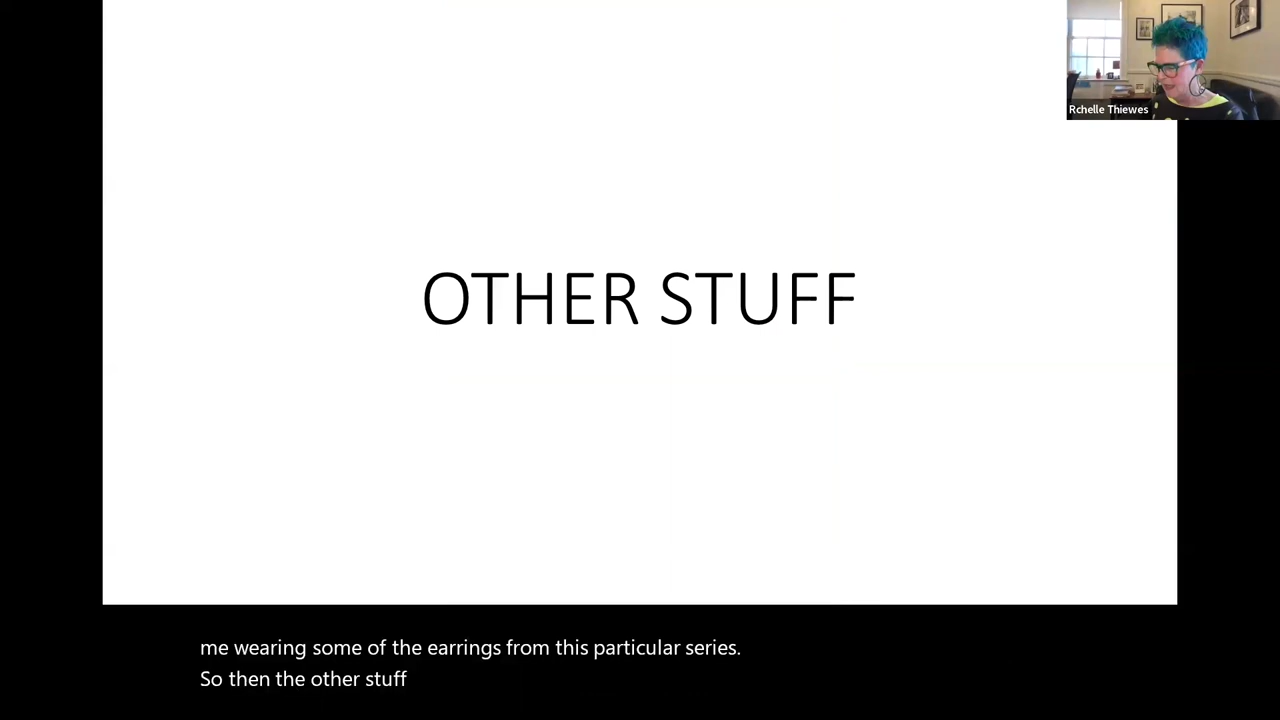 Rchelle Thiewes
OTHER STUFF
me wearing some of the earrings from this particular series.
So then the other stuff